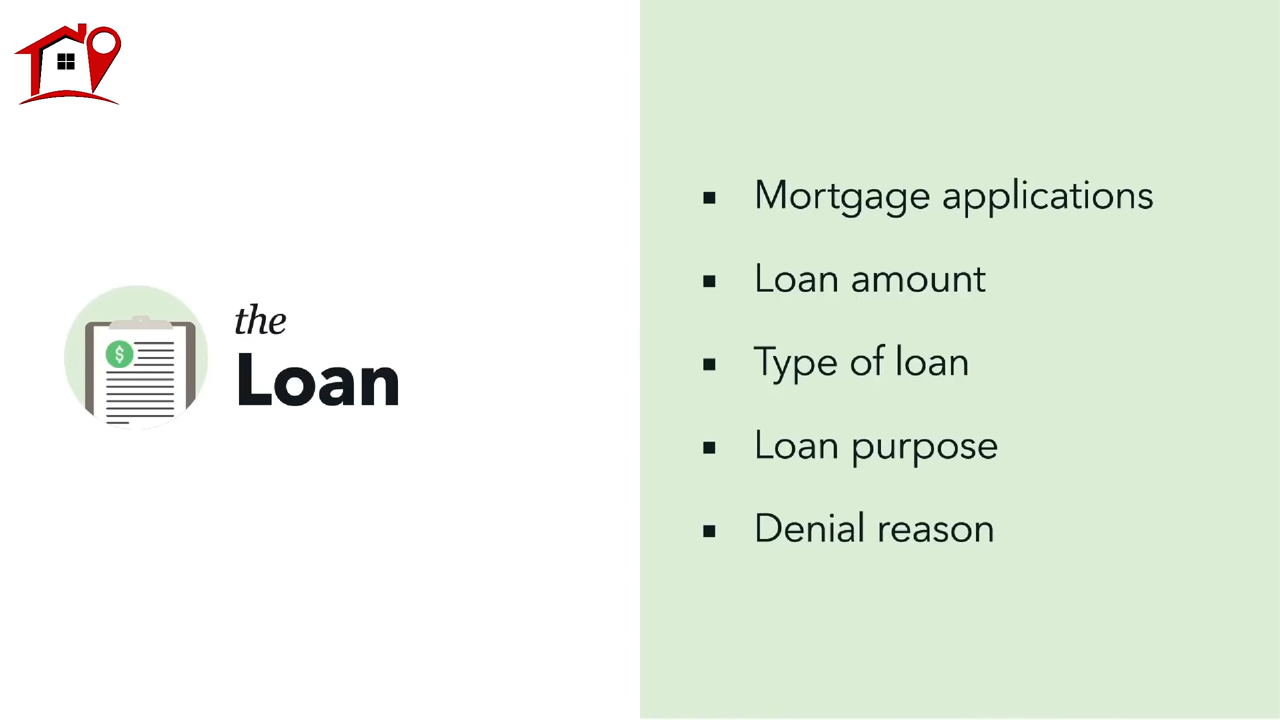 the
Loan
$
▪ Mortgage applications
▪ Loan amount
▪ Type of loan
▪ Loan purpose
▪ Denial reason